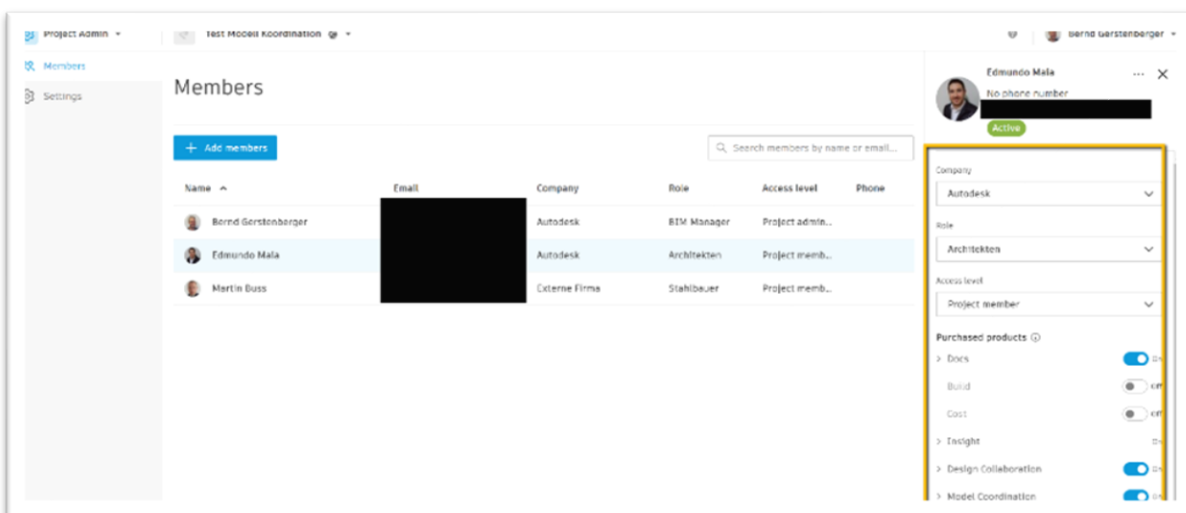 Project Admin
Test Modell Koordination
Bernd Gerstenberger
Members
Settings
Members
+ Add members
Search members by name or email...
Name Email Company Role Access level Phone
Bernd Gerstenberger Autodesk BIM Manager Project admin..
Edmundo Mala Autodesk Architekten Project memb..
Martin Buss Externe Firma Stahlbauer Project memb..
Edmundo Mala
No phone number
Active
Company
Autodesk
Role
Architekten
Access level
Project member
Purchased products
Docs
Build
Cost
Insight
Design Collaboration
Model Coordination